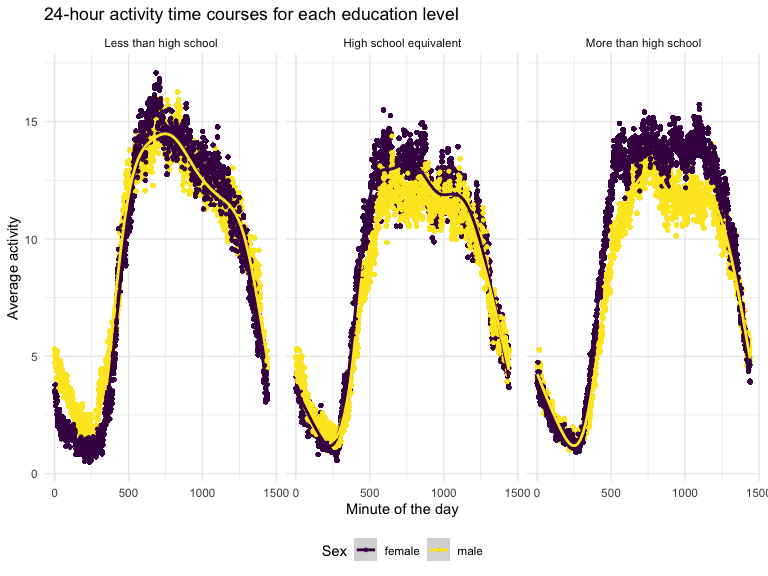 24-hour activity time courses for each education level
Less than high school
High school equivalent
More than high school
Average activity
15
10
5
0
0 500 1000 1500
0 500 1000 1500
0 500 1000 1500
Minute of the day
Sex female male